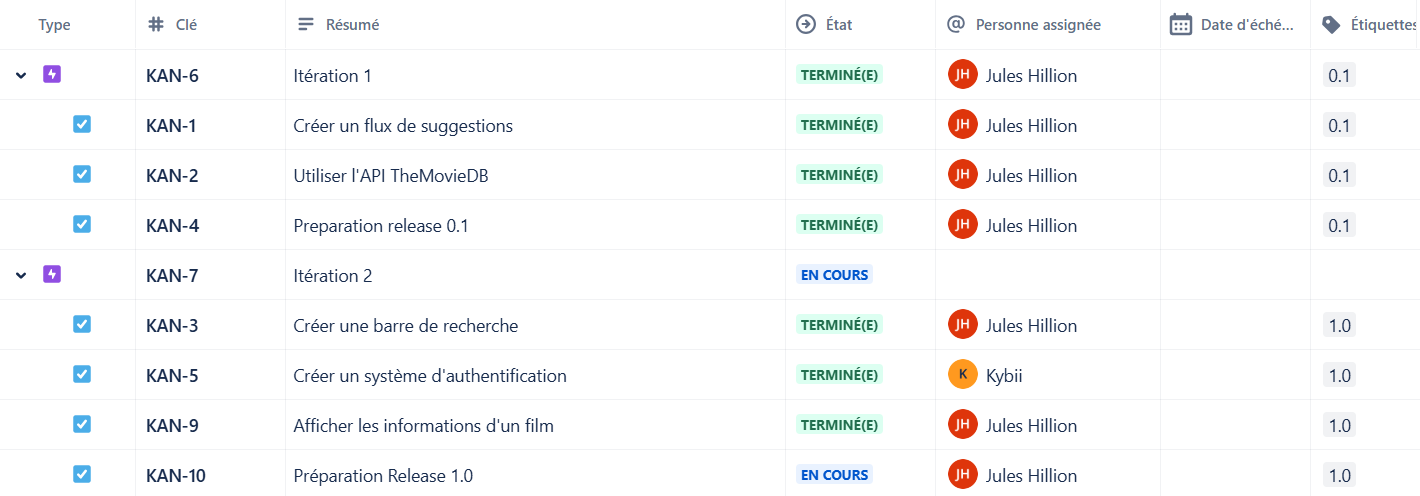 Type Clé Résumé État Personne assignée Date d'éché... Étiquettes
KAN-6 Itération 1 TERMINÉ(E) JH Jules Hillion 0.1
KAN-1 Créer un flux de suggestions TERMINÉ(E) JH Jules Hillion 0.1
KAN-2 Utiliser l'API TheMovieDB TERMINÉ(E) JH Jules Hillion 0.1
KAN-4 Preparation release 0.1 TERMINÉ(E) JH Jules Hillion 0.1
KAN-7 Itération 2 EN COURS
KAN-3 Créer une barre de recherche TERMINÉ(E) JH Jules Hillion 1.0
KAN-5 Créer un système d'authentification TERMINÉ(E) K Kybii 1.0
KAN-9 Afficher les informations d'un film TERMINÉ(E) JH Jules Hillion 1.0
KAN-10 Préparation Release 1.0 EN COURS JH Jules Hillion 1.0